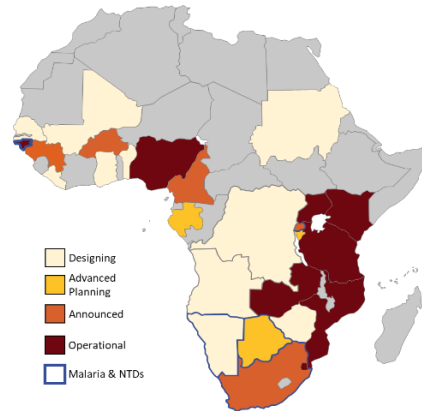 Designing
Advanced
Planning
Announced
Operational
Malaria & NTDs